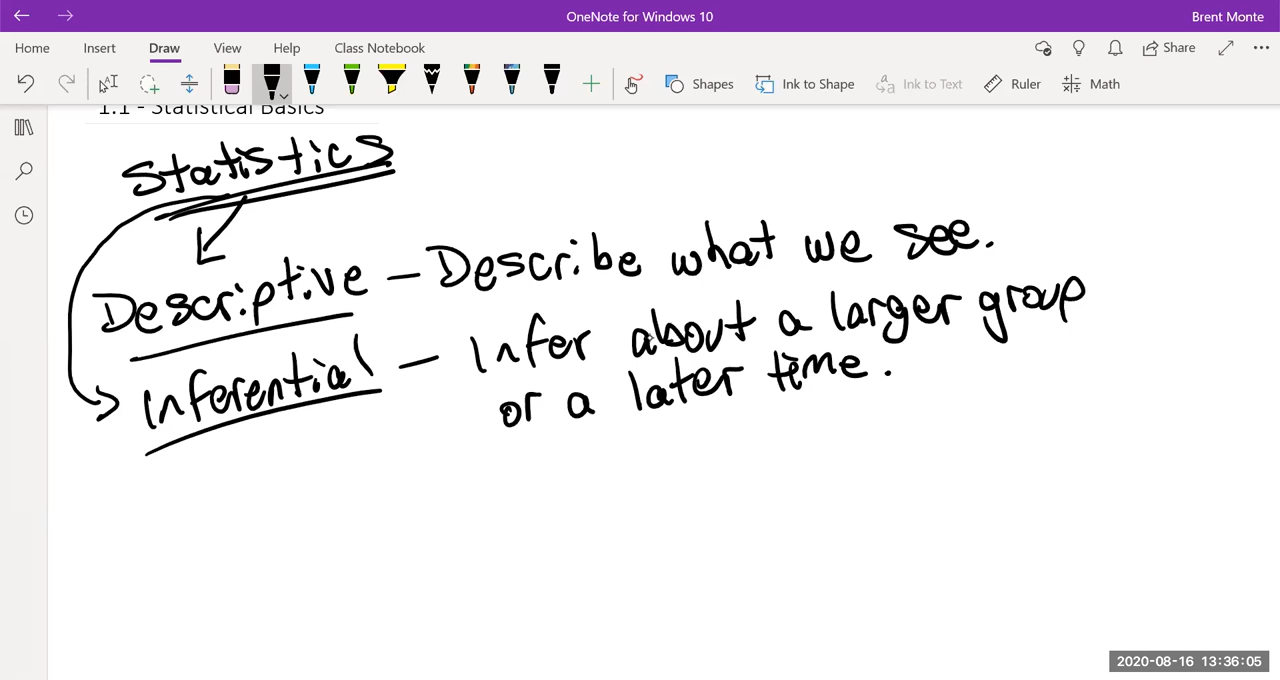 OneNote for Windows 10
Brent Monte
Home Insert Draw View Help Class Notebook
Share
Shapes Ink to Shape Ink to Text Ruler Math
1.1 - Statistical Basics
Statistics
Descriptive - Describe what we see.
Inferential - Infer about a larger group
or a later time.
2020-08-16 13:36:05